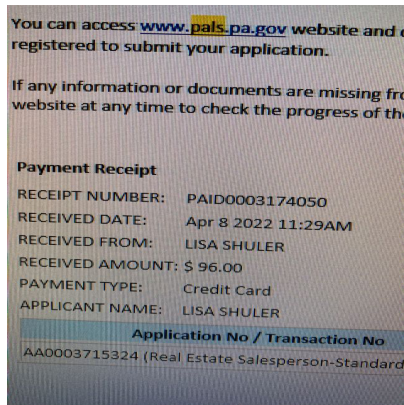 You can access www.pals.pa.gov website and
registered to submit your application.
If any information or documents are missing
website at any time to check the progress of
Payment Receipt
RECEIPT NUMBER: PAID0003174050
RECEIVED DATE: Apr 8 2022 11:29AM
RECEIVED FROM: LISA SHULER
RECEIVED AMOUNT: $ 96.00
PAYMENT TYPE: Credit Card
APPLICANT NAME: LISA SHULER
Application No / Transaction No
AA0003715324 (Real Estate Salesperson-Standard